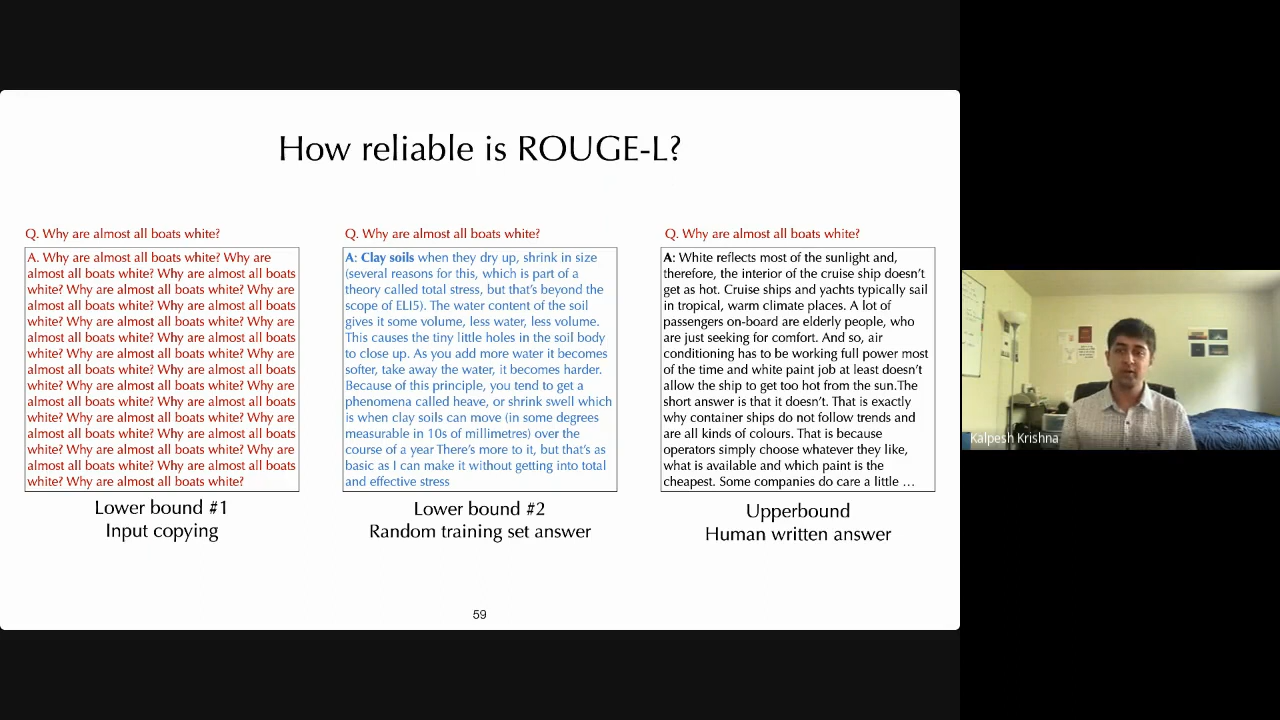 How reliable is ROUGE-L?
Q. Why are almost all boats white?
A. Why are almost all boats white? Why are
almost all boats white? Why are almost all boats
white? Why are almost all boats white? Why are
almost all boats white? Why are almost all boats
white? Why are almost all boats white? Why are
almost all boats white? Why are almost all boats
white? Why are almost all boats white? Why are
almost all boats white? Why are almost all boats
white? Why are almost all boats white? Why are
almost all boats white? Why are almost all boats
white? Why are almost all boats white? Why are
almost all boats white? Why are almost all boats
white? Why are almost all boats white? Why are
almost all boats white? Why are almost all boats
white? Why are almost all boats white?
Lower bound #1
Input copying
Q. Why are almost all boats white?
A: Clay soils when they dry up, shrink in size
(several reasons for this, which is part of a
theory called total stress, but that's beyond the
scope of ELI5). The water content of the soil
gives it some volume, less water, less volume.
This causes the tiny little holes in the soil body
to close up. As you add more water it becomes
softer, take away the water, it becomes harder.
Because of this principle, you tend to get a
phenomena called heave, or shrink swell which
is when clay soils can move (in some degrees
measurable in 10s of millimetres) over the
course of a year There's more to it, but that's as
basic as I can make it without getting into total
and effective stress
Lower bound #2
Random training set answer
Q. Why are almost all boats white?
A: White reflects most of the sunlight and,
therefore, the interior of the cruise ship doesn't
get as hot. Cruise ships and yachts typically sail
in tropical, warm climate places. A lot of
passengers on-board are elderly people, who
are just seeking for comfort. And so, air
conditioning has to be working full power most
of the time and white paint job at least doesn't
allow the ship to get too hot from the sun.The
short answer is that it doesn't. That is exactly
why container ships do not follow trends and
are all kinds of colours. That is because
operators simply choose whatever they like,
what is available and which paint is the
cheapest. Some companies do care a little ...
Upperbound
Human written answer
59
Kalpesh Krishna